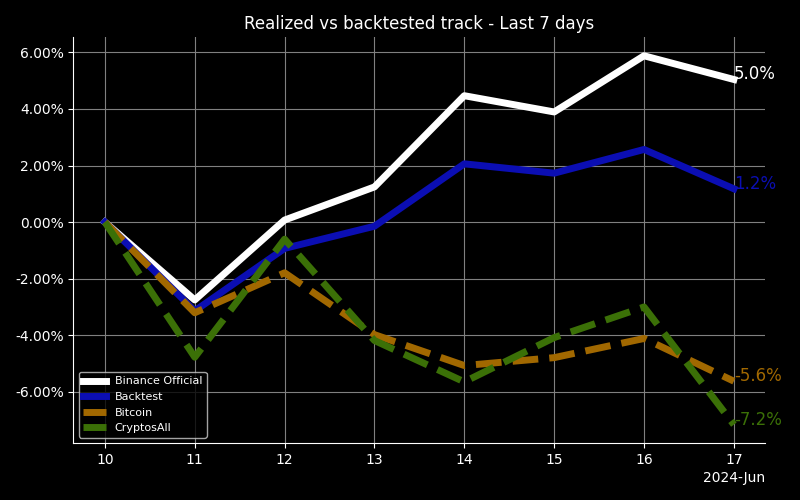 Realized vs backtested track - Last 7 days
6.00%
4.00%
2.00%
0.00%
-2.00%
-4.00%
-6.00%
5.0%
1.2%
-5.6%
-7.2%
Binance Official
Backtest
Bitcoin
CryptosAll
10 11 12 13 14 15 16 17
2024-Jun